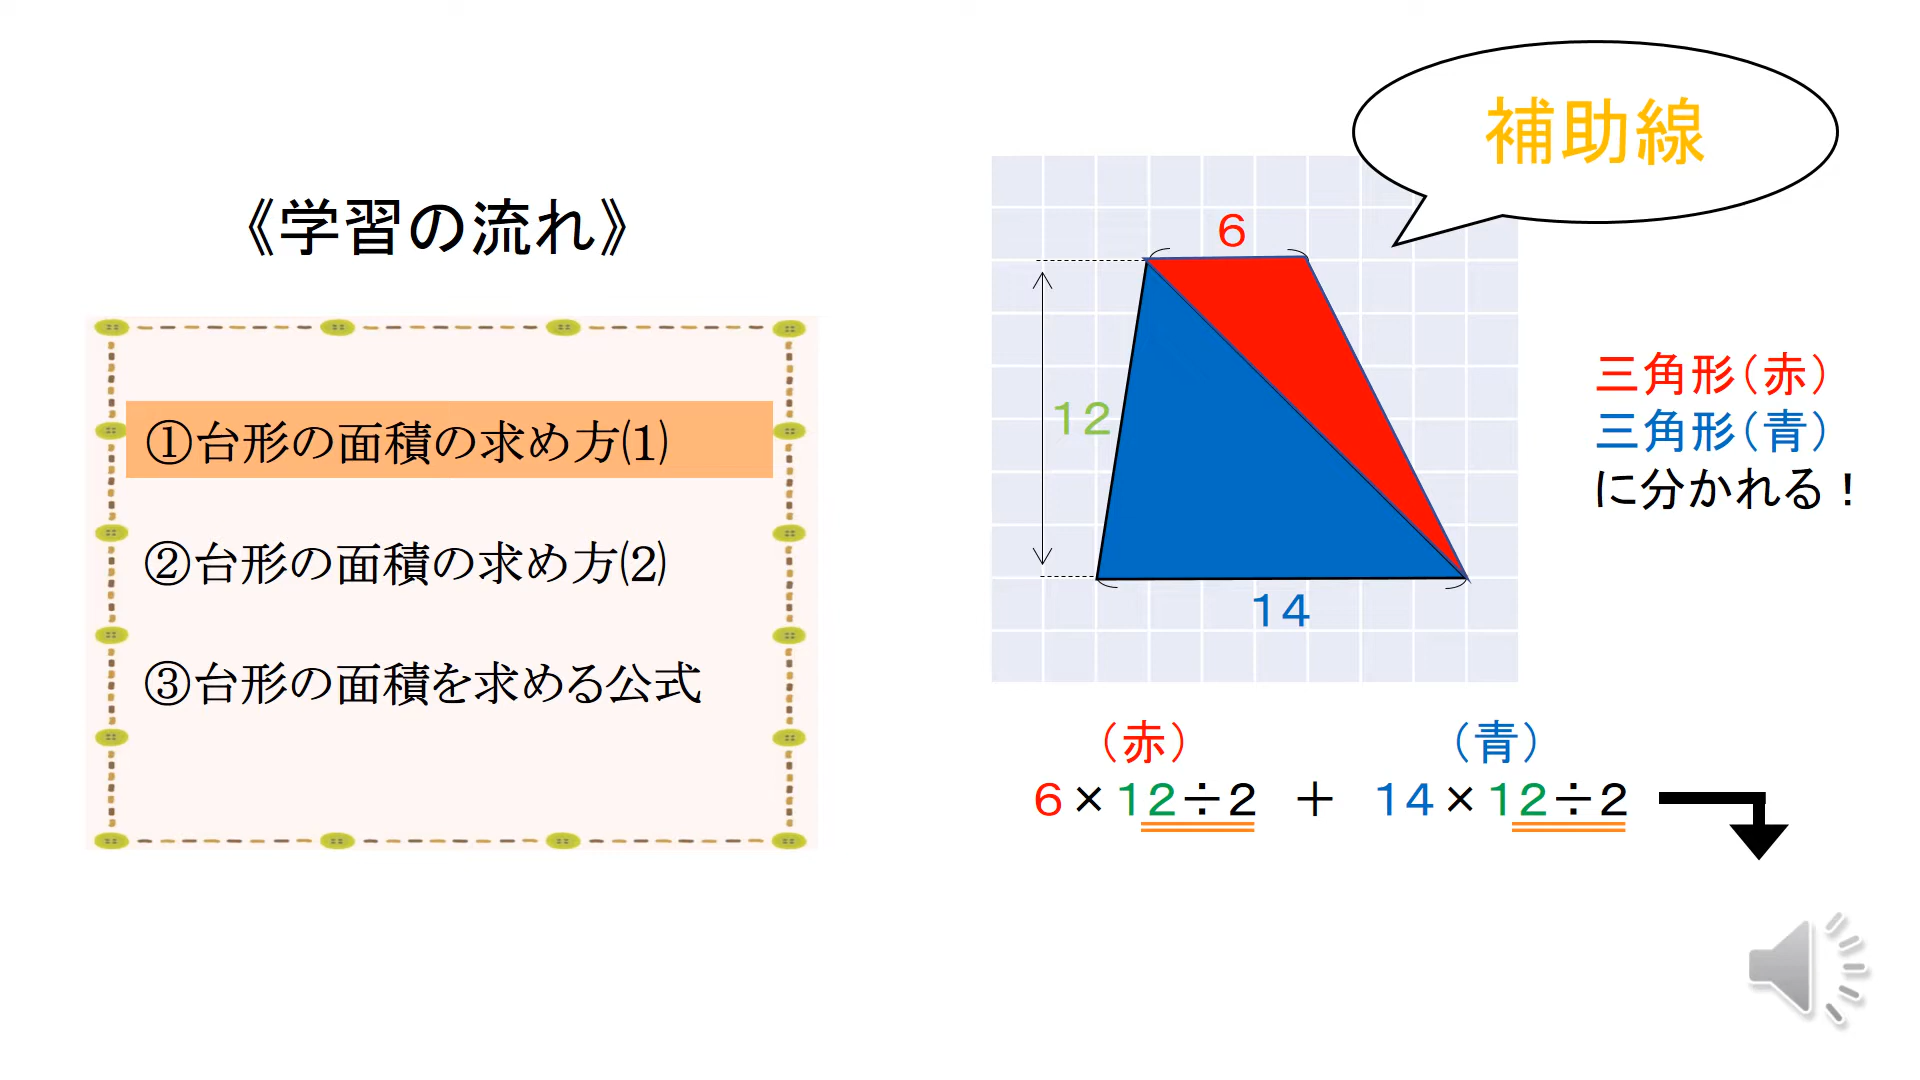 《学習の流れ》
①台形の面積の求め方(1)
②台形の面積の求め方(2)
③台形の面積を求める公式
補助線
6
12
14
三角形(赤)
三角形(青)
に分かれる!
(赤) (青)
6×12÷2 + 14×12÷2